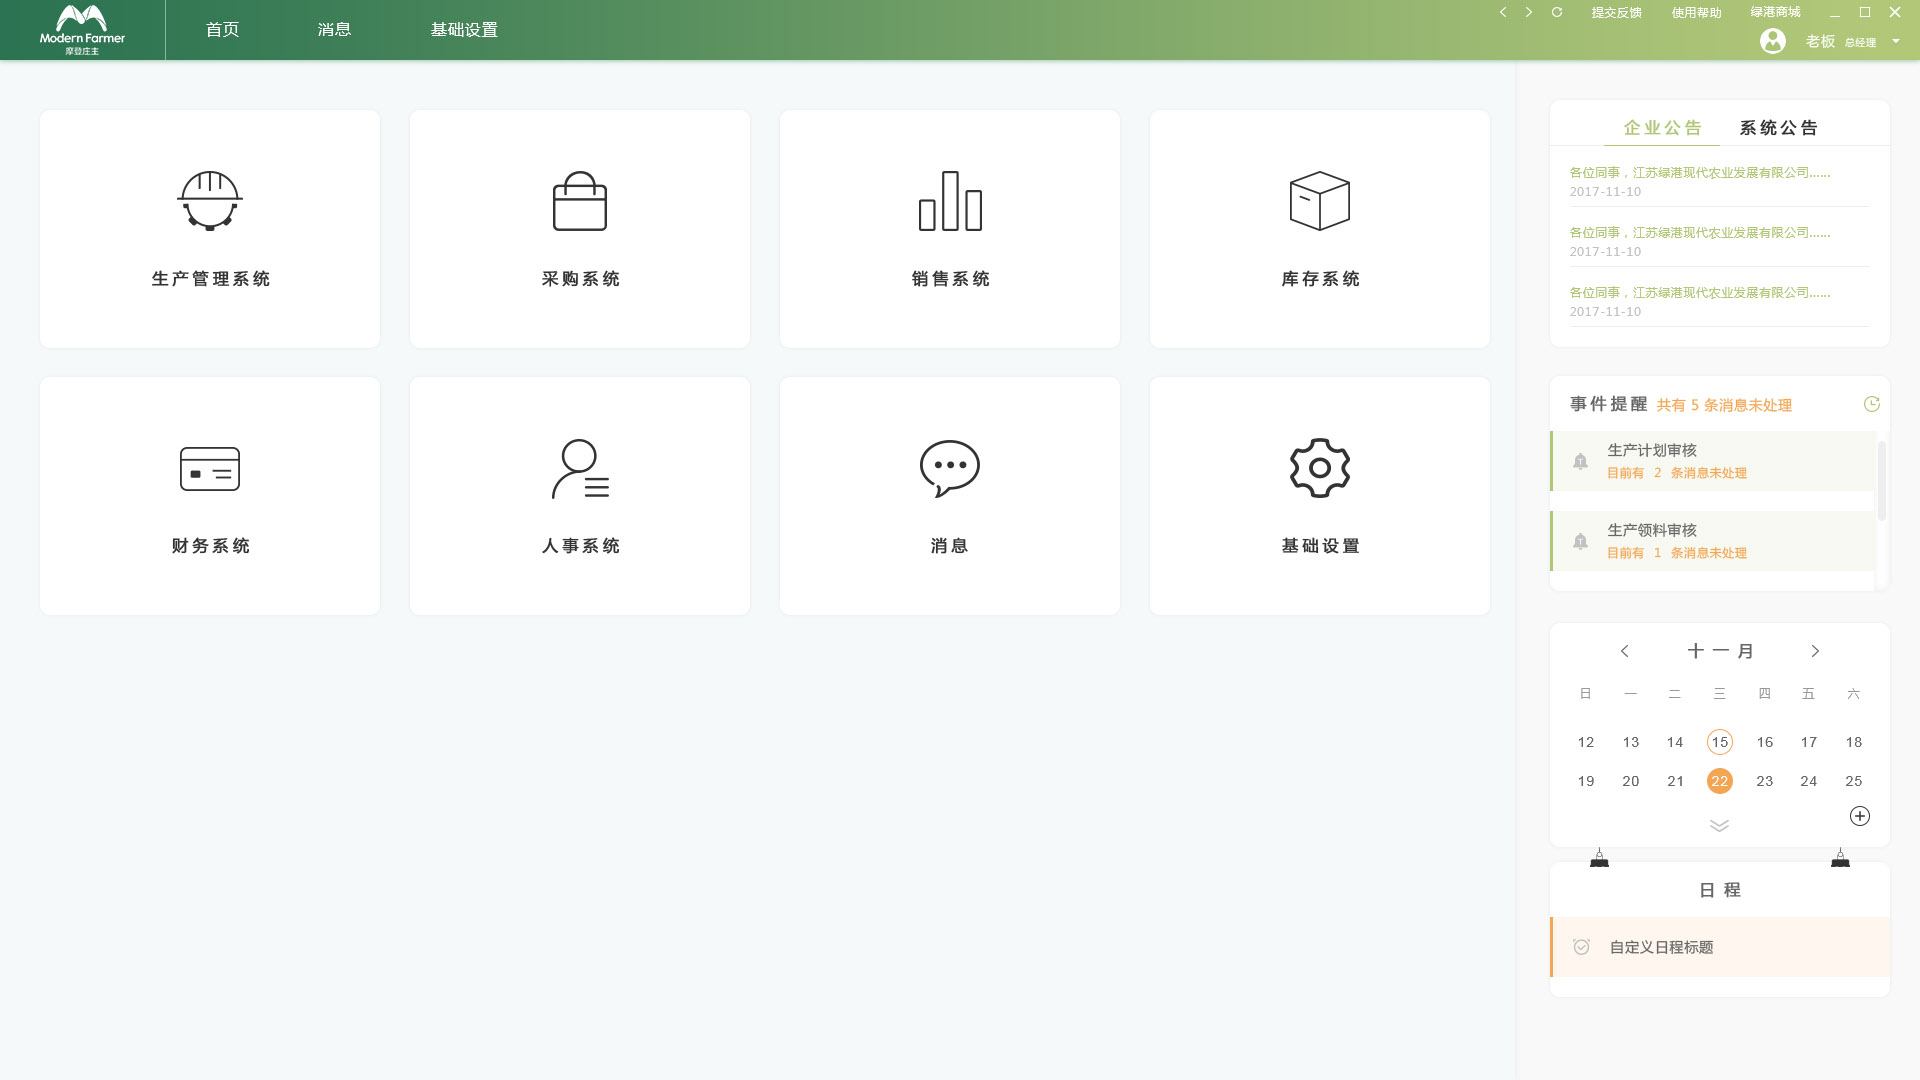 Modern Farmer
摩登庄主
首页 消息 基础设置
提交反馈 使用帮助 绿港商城
老板 总经理
生产管理系统 采购系统 销售系统 库存系统
财务系统 人事系统 消息 基础设置
企业公告 系统公告
各位同事，江苏绿港现代农业发展有限公司......
2017-11-10
各位同事，江苏绿港现代农业发展有限公司......
2017-11-10
各位同事，江苏绿港现代农业发展有限公司......
2017-11-10
事件提醒 共有 5 条消息未处理
生产计划审核
目前有 2 条消息未处理
生产领料审核
目前有 1 条消息未处理
十一月
日 一 二 三 四 五 六
12 13 14 15 16 17 18
19 20 21 22 23 24 25
日程
自定义日程标题